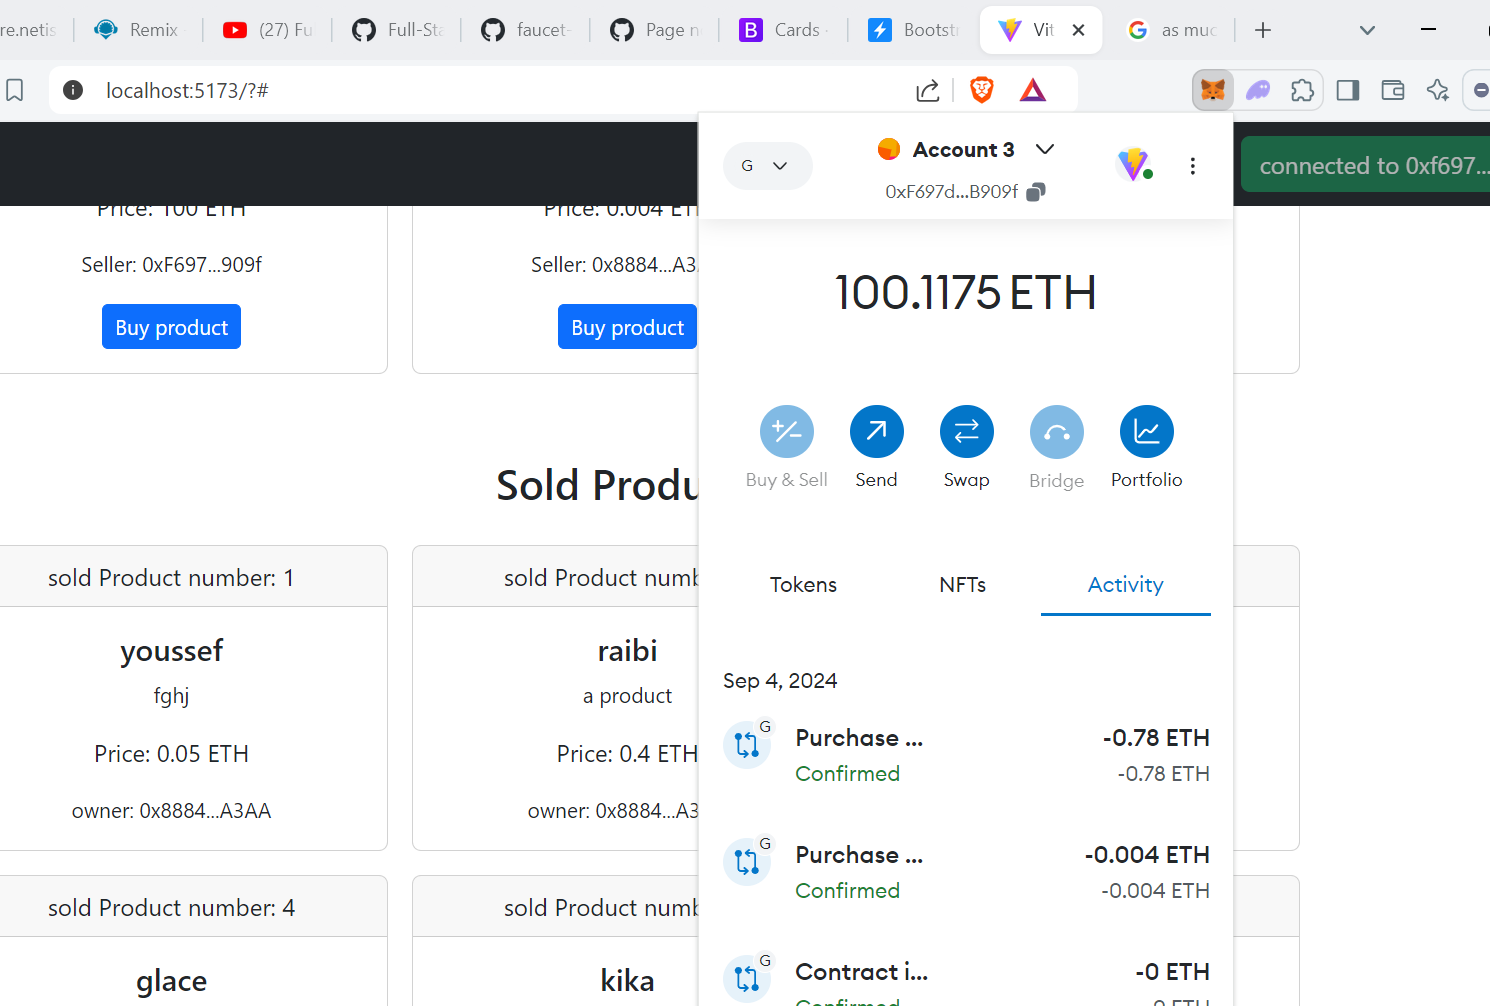 re.netis
Remix
(27) Fu
Full-Sta
faucet-
Page n
Cards
Bootst
Vit
as muc
localhost:5173/?#
G
Account 3
0xF697d...B909f
connected to 0xf697...
Price: 100 ETH
Price: 0.004 ETH
Seller: 0xF697...909f
Seller: 0x8884...A3
Buy product
Buy product
100.1175 ETH
Buy & Sell
Send
Swap
Bridge
Portfolio
Sold Produ
Tokens
NFTs
Activity
sold Product number: 1
sold Product numb
youssef
fghj
Price: 0.05 ETH
owner: 0x8884...A3AA
raibi
a product
Price: 0.4 ETH
owner: 0x8884...A3
Sep 4, 2024
G
Purchase ...
-0.78 ETH
Confirmed
-0.78 ETH
G
Purchase ...
-0.004 ETH
Confirmed
-0.004 ETH
G
Contract i...
-0 ETH
Confirmed
-0 ETH
sold Product number: 4
sold Product numb
glace
kika